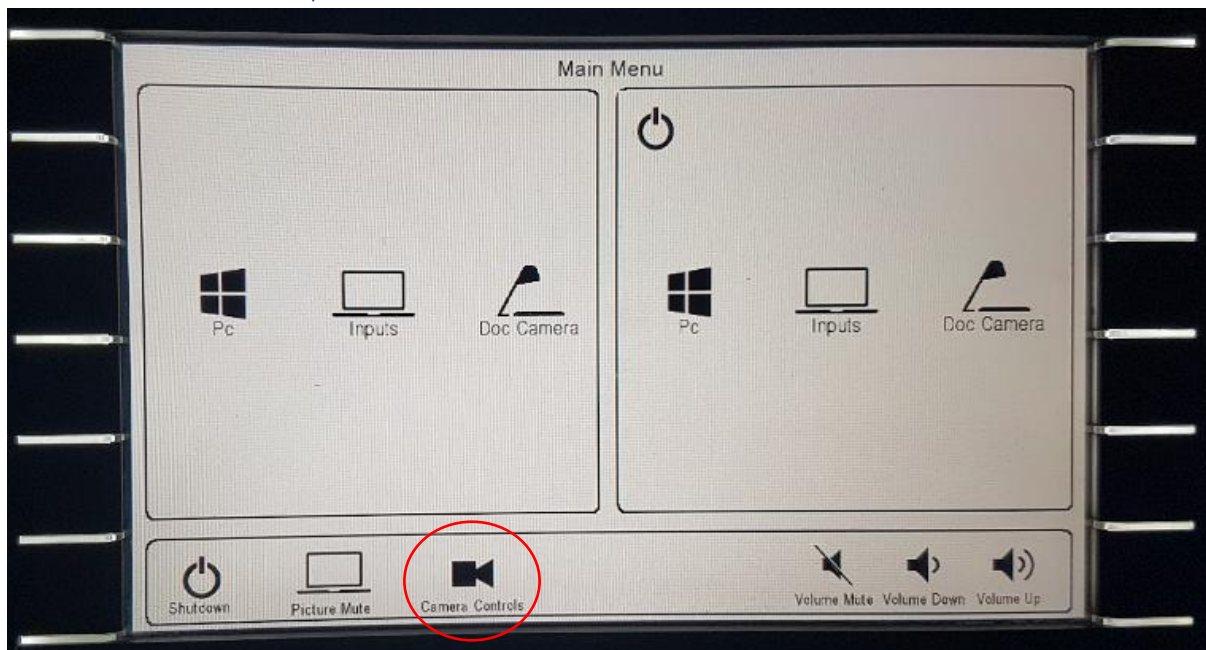 Main Menu
Pc Inputs Doc Camera
Pc Inputs Doc Camera
Shutdown Picture Mute Camera Controls Volume Mute Volume Down Volume Up